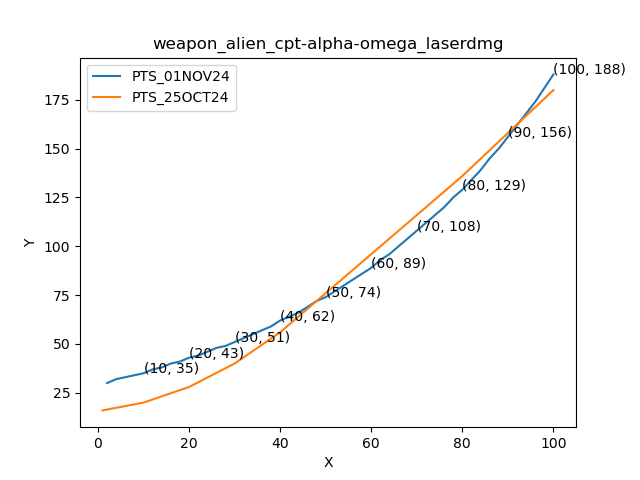 weapon_alien_cpt-alpha-omega_laserdmg
PTS_01NOV24
PTS_25OCT24
(100, 188)
(90, 156)
(80, 129)
(70, 108)
(60, 89)
(50, 74)
(40, 62)
(30, 51)
(20, 43)
(10, 35)
175
150
125
100
75
50
25
Y
0 20 40 60 80 100
X